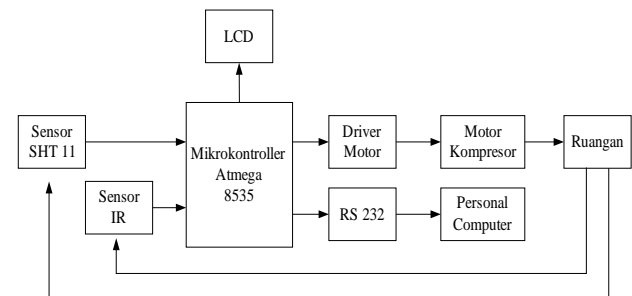 LCD
Sensor
SHT 11
Mikrokontroller
Atmega
8535
Driver
Motor
Motor
Kompresor
Ruangan
Sensor
IR
RS 232
Personal
Computer